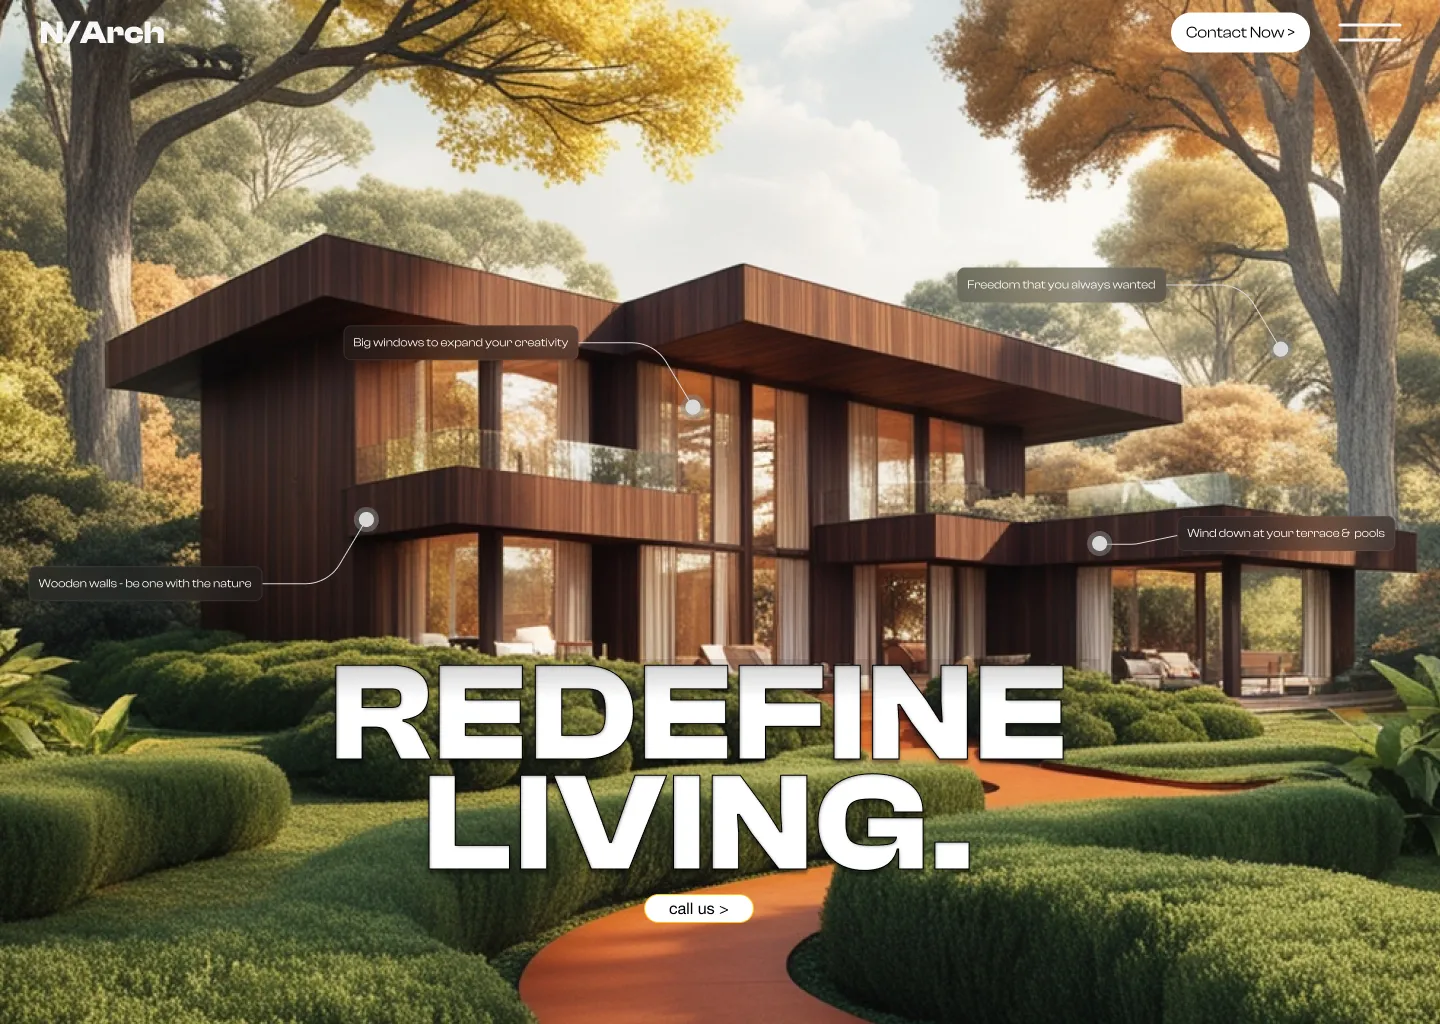 N/Arch
Contact Now >
Freedom that you always wanted
Big windows to expand your creativity
Wind down at your terrace & pools
Wooden walls - be one with the nature
REDEFINE
LIVING.
call us >